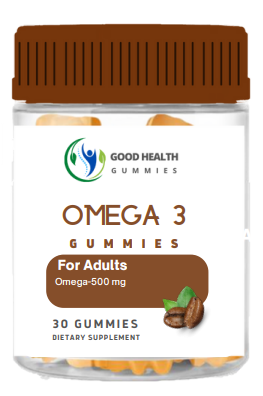 GOOD HEALTH
GUMMIES
OMEGA 3
GUMMIES
For Adults
Omega-500 mg
30 GUMMIES
DIETARY SUPPLEMENT